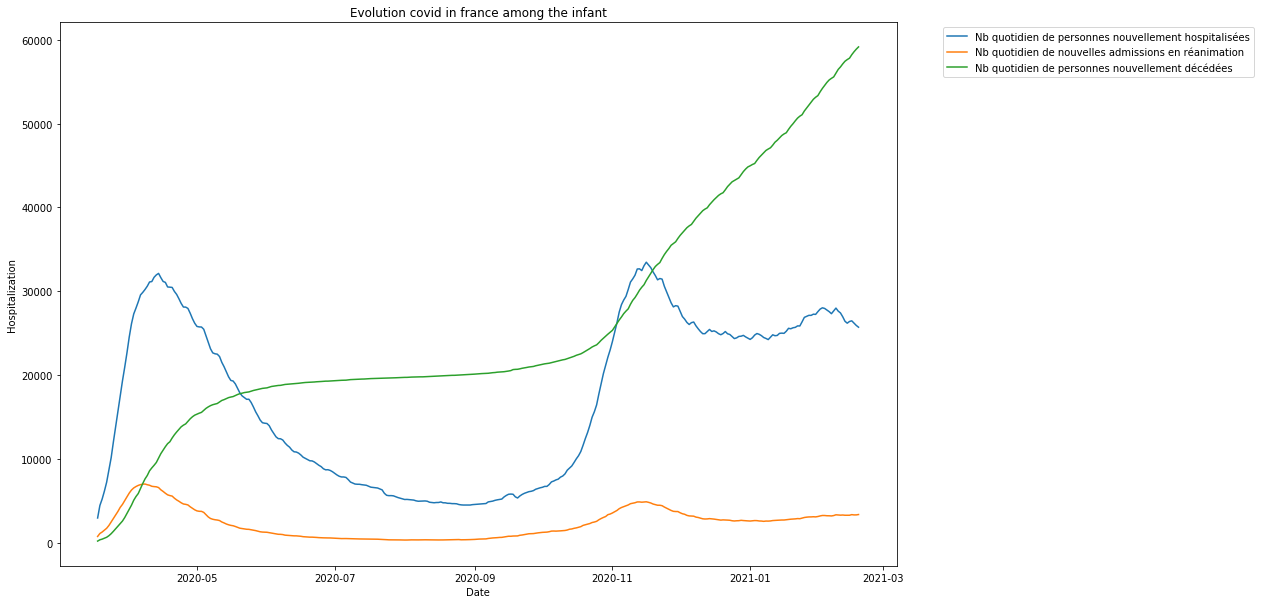 Evolution covid in france among the infant
Nb quotidien de personnes nouvellement hospitalisées
Nb quotidien de nouvelles admissions en réanimation
Nb quotidien de personnes nouvellement décédées
60000
50000
40000
30000
20000
10000
0
Hospitalization
2020-05
2020-07
2020-09
2020-11
2021-01
2021-03
Date